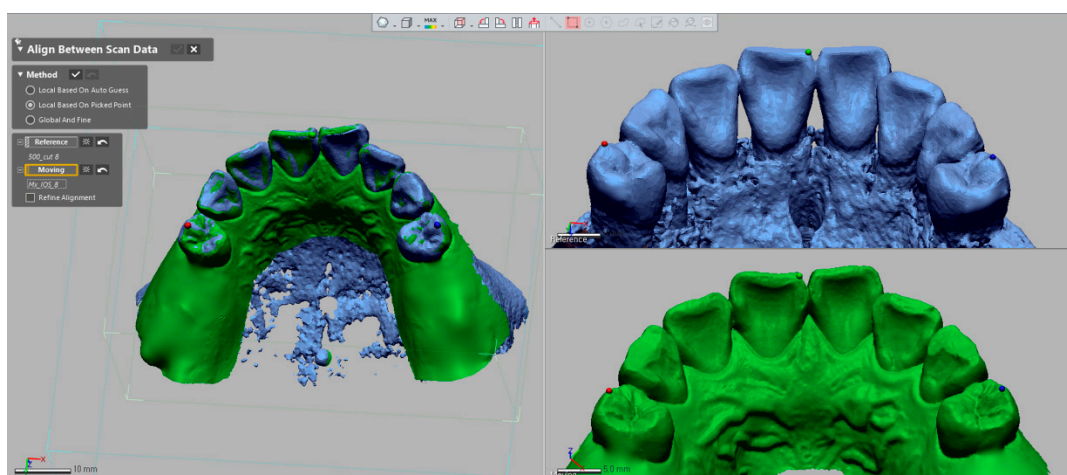 MAX
Align Between Scan Data
Method
Local Based On Auto Guess
Local Based On Picked Point
Global And Fine
Reference
500_cut 8
Moving
Mx_IOS_8
Refine Alignment
X
10 mm
Reference
Z
5.0 mm